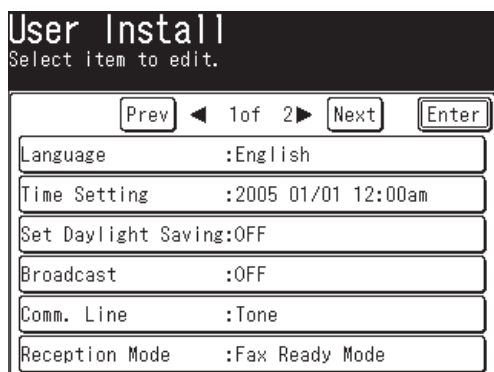 User Install
Select item to edit.
Prev ◀ 1of 2▶ Next Enter
Language :English
Time Setting :2005 01/01 12:00am
Set Daylight Saving:OFF
Broadcast :OFF
Comm. Line :Tone
Reception Mode :Fax Ready Mode